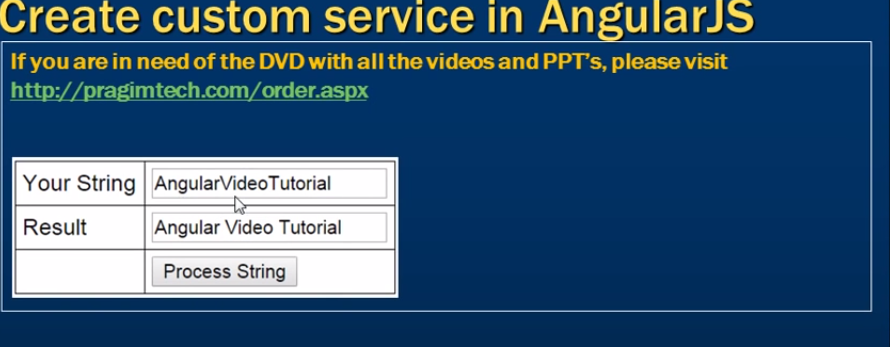 Create custom service in AngularJS
If you are in need of the DVD with all the videos and PPT's, please visit
http://pragimtech.com/order.aspx
Your String AngularVideoTutorial
Result Angular Video Tutorial
Process String